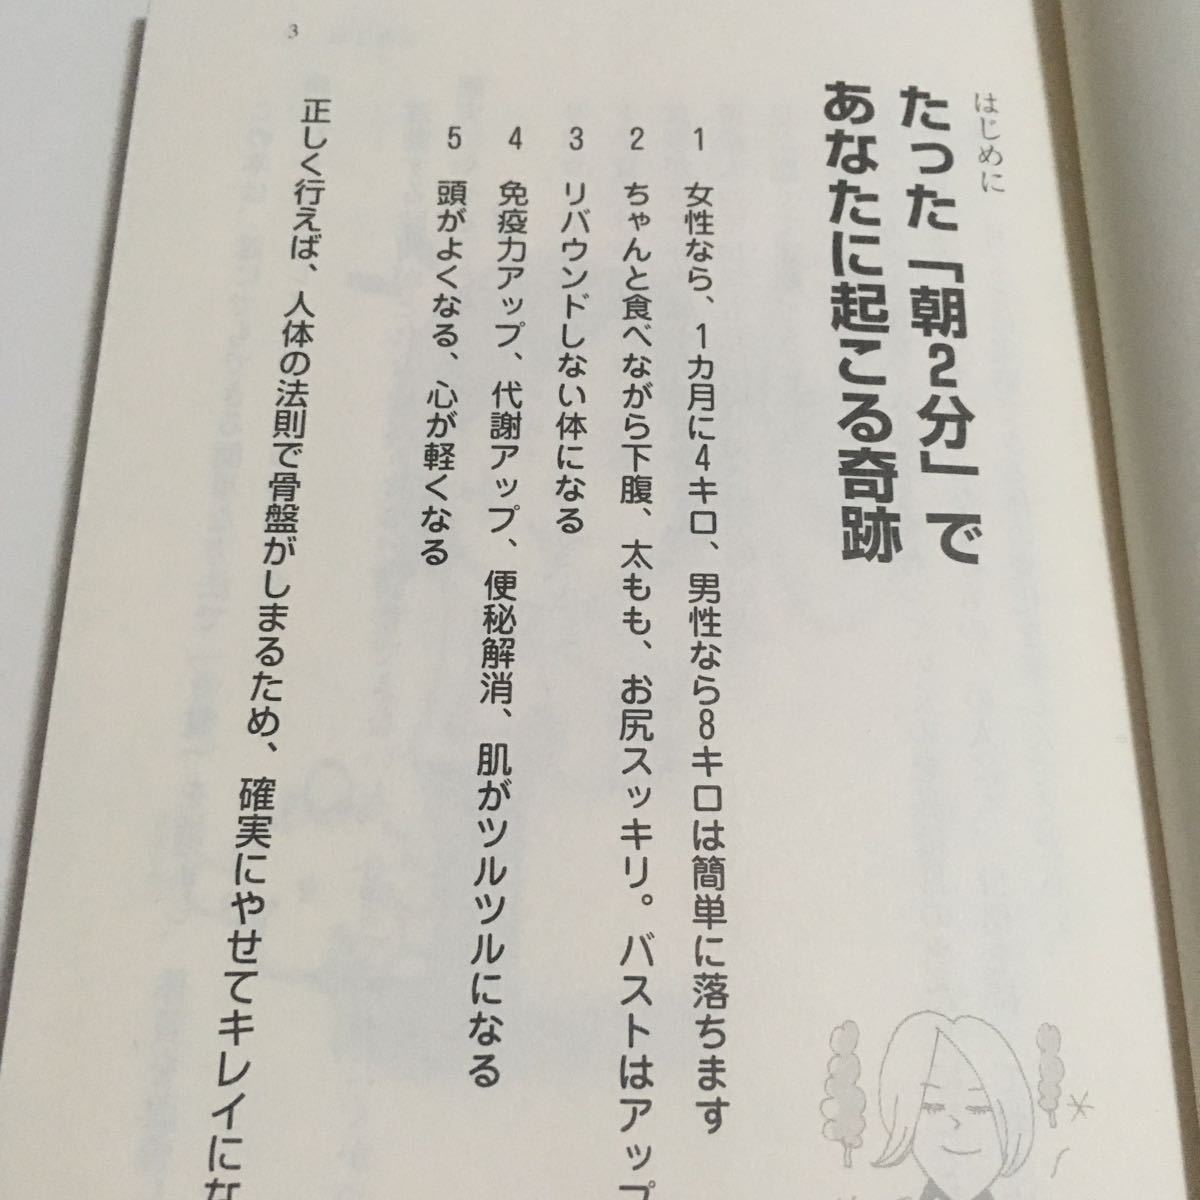 はじめに
たった「朝2分」で
あなたに起こる奇跡
1 女性なら、1カ月に4キロ、男性なら8キロは簡単に落ちます
2 ちゃんと食べながら下腹、太もも、お尻スッキリ。バストはアップ
3 リバウンドしない体になる
4 免疫力アップ、代謝アップ、便秘解消、肌がツルツルになる
5 頭がよくなる、心が軽くなる
正しく行えば、人体の法則で骨盤がしまるため、確実にやせてキレイにな
3